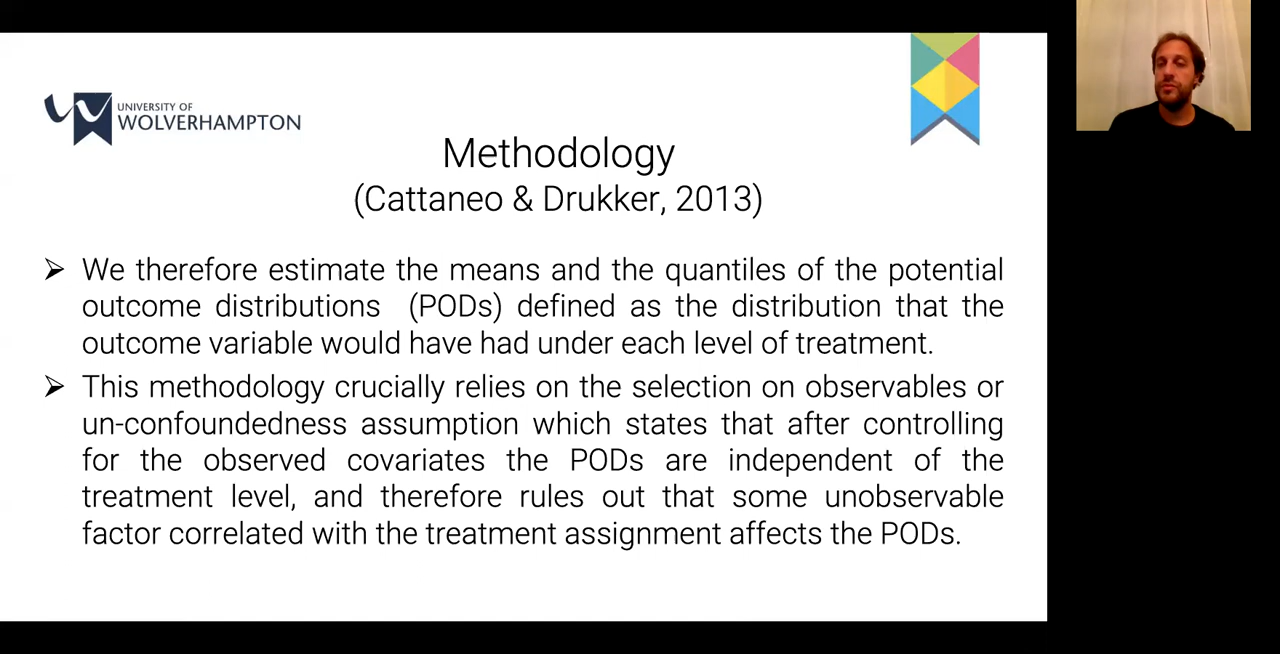 UNIVERSITY OF
WOLVERHAMPTON
Methodology
(Cattaneo & Drukker, 2013)
We therefore estimate the means and the quantiles of the potential
outcome distributions (PODs) defined as the distribution that the
outcome variable would have had under each level of treatment.
This methodology crucially relies on the selection on observables or
un-confoundedness assumption which states that after controlling
for the observed covariates the PODs are independent of the
treatment level, and therefore rules out that some unobservable
factor correlated with the treatment assignment affects the PODs.